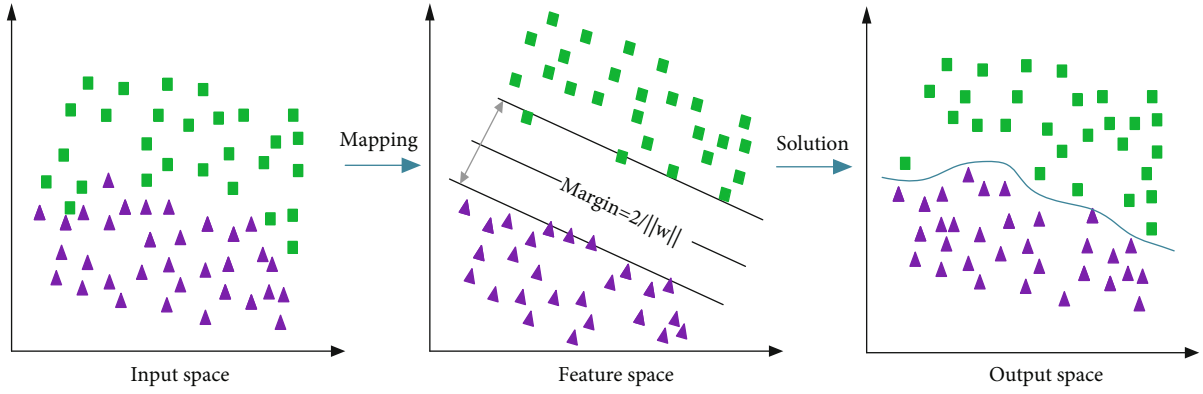 Mapping
Solution
Margin=2/||w||
Input space
Feature space
Output space